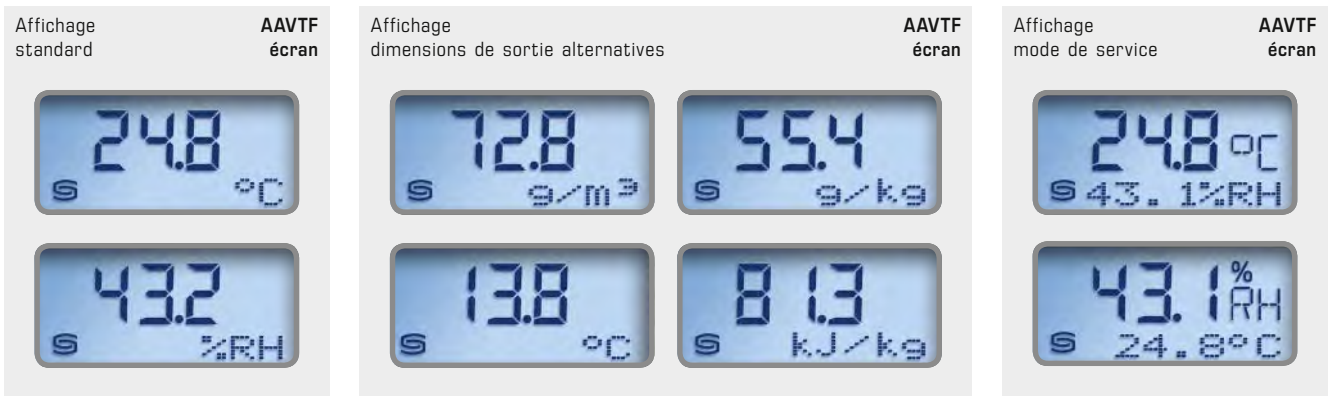 Affichage AAVTF
standard écran
24.8
°C
43.2
%RH
Affichage AAVTF
dimensions de sortie alternatives écran
72.8
g/m³
55.4
g/kg
13.8
°C
81.3
kJ/kg
Affichage AAVTF
mode de service écran
24.8 °C
43.1%RH
43.1 % RH
24.8°C